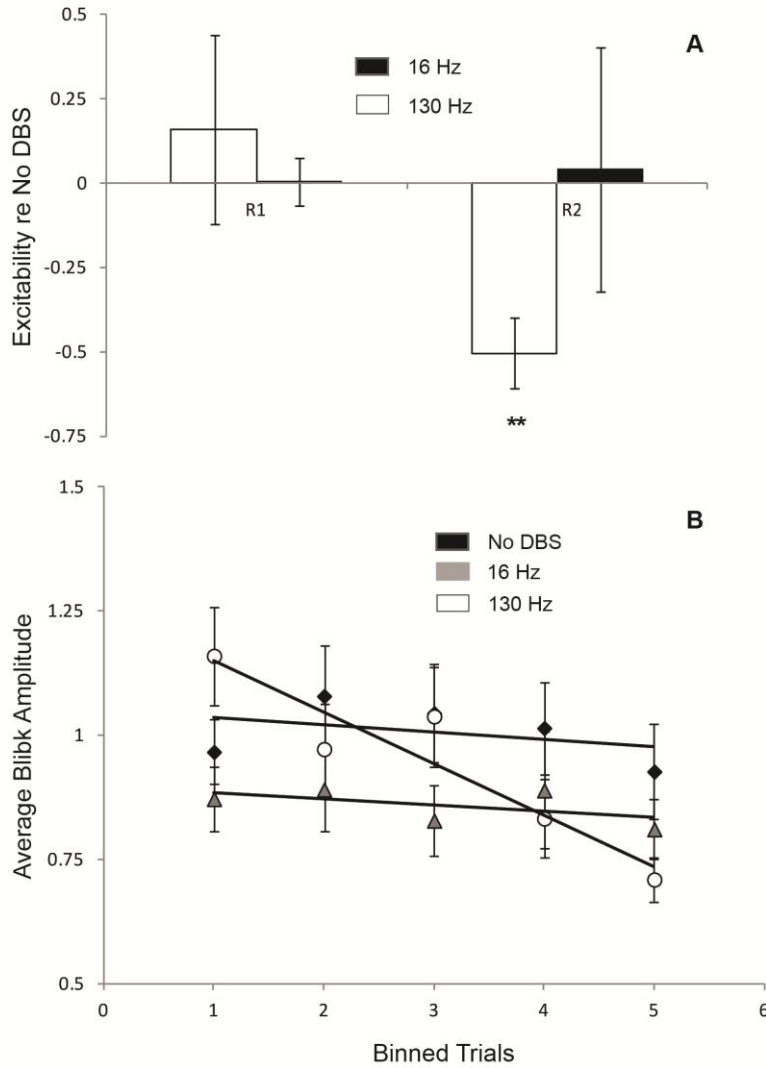 A
16 Hz
130 Hz
Excitability re No DBS
0.5
0.25
0
-0.25
-0.5
-0.75
R1
R2
**
B
No DBS
16 Hz
130 Hz
Average Blibk Amplitude
1.5
1.25
1
0.75
0.5
0 1 2 3 4 5 6
Binned Trials